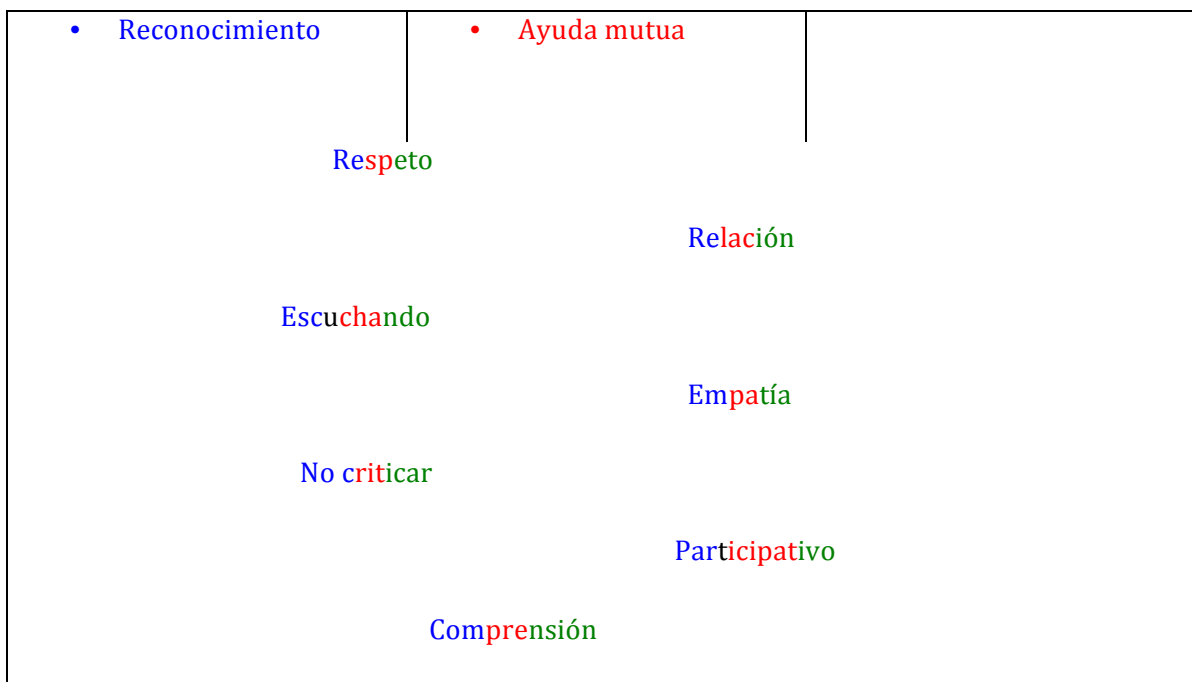 • Reconocimiento • Ayuda mutua
Respeto
Relación
Escuchando
Empatía
No criticar
Participativo
Comprensión